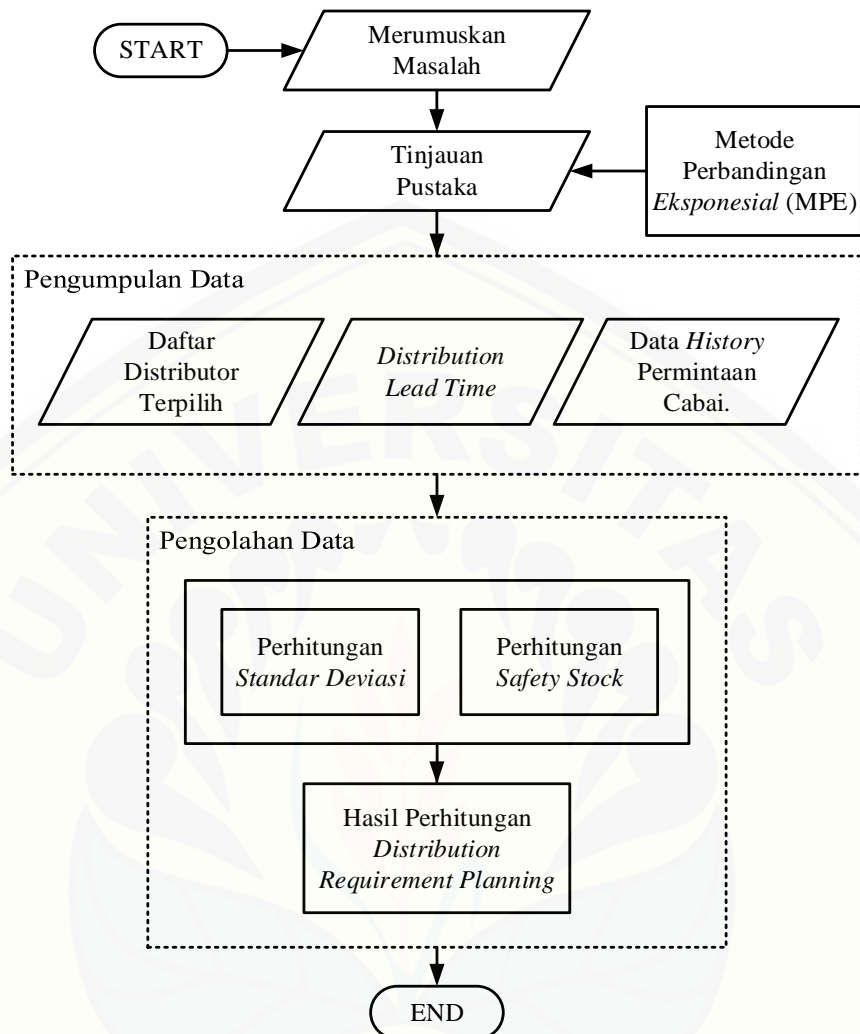 START
Merumuskan
Masalah
Tinjauan
Pustaka
Metode
Perbandingan
Eksponesial (MPE)
Pengumpulan Data
Daftar
Distributor
Terpilih
Distribution
Lead Time
Data History
Permintaan
Cabai.
Pengolahan Data
Perhitungan
Standar Deviasi
Perhitungan
Safety Stock
Hasil Perhitungan
Distribution
Requirement Planning
END
UNIVERSITAS